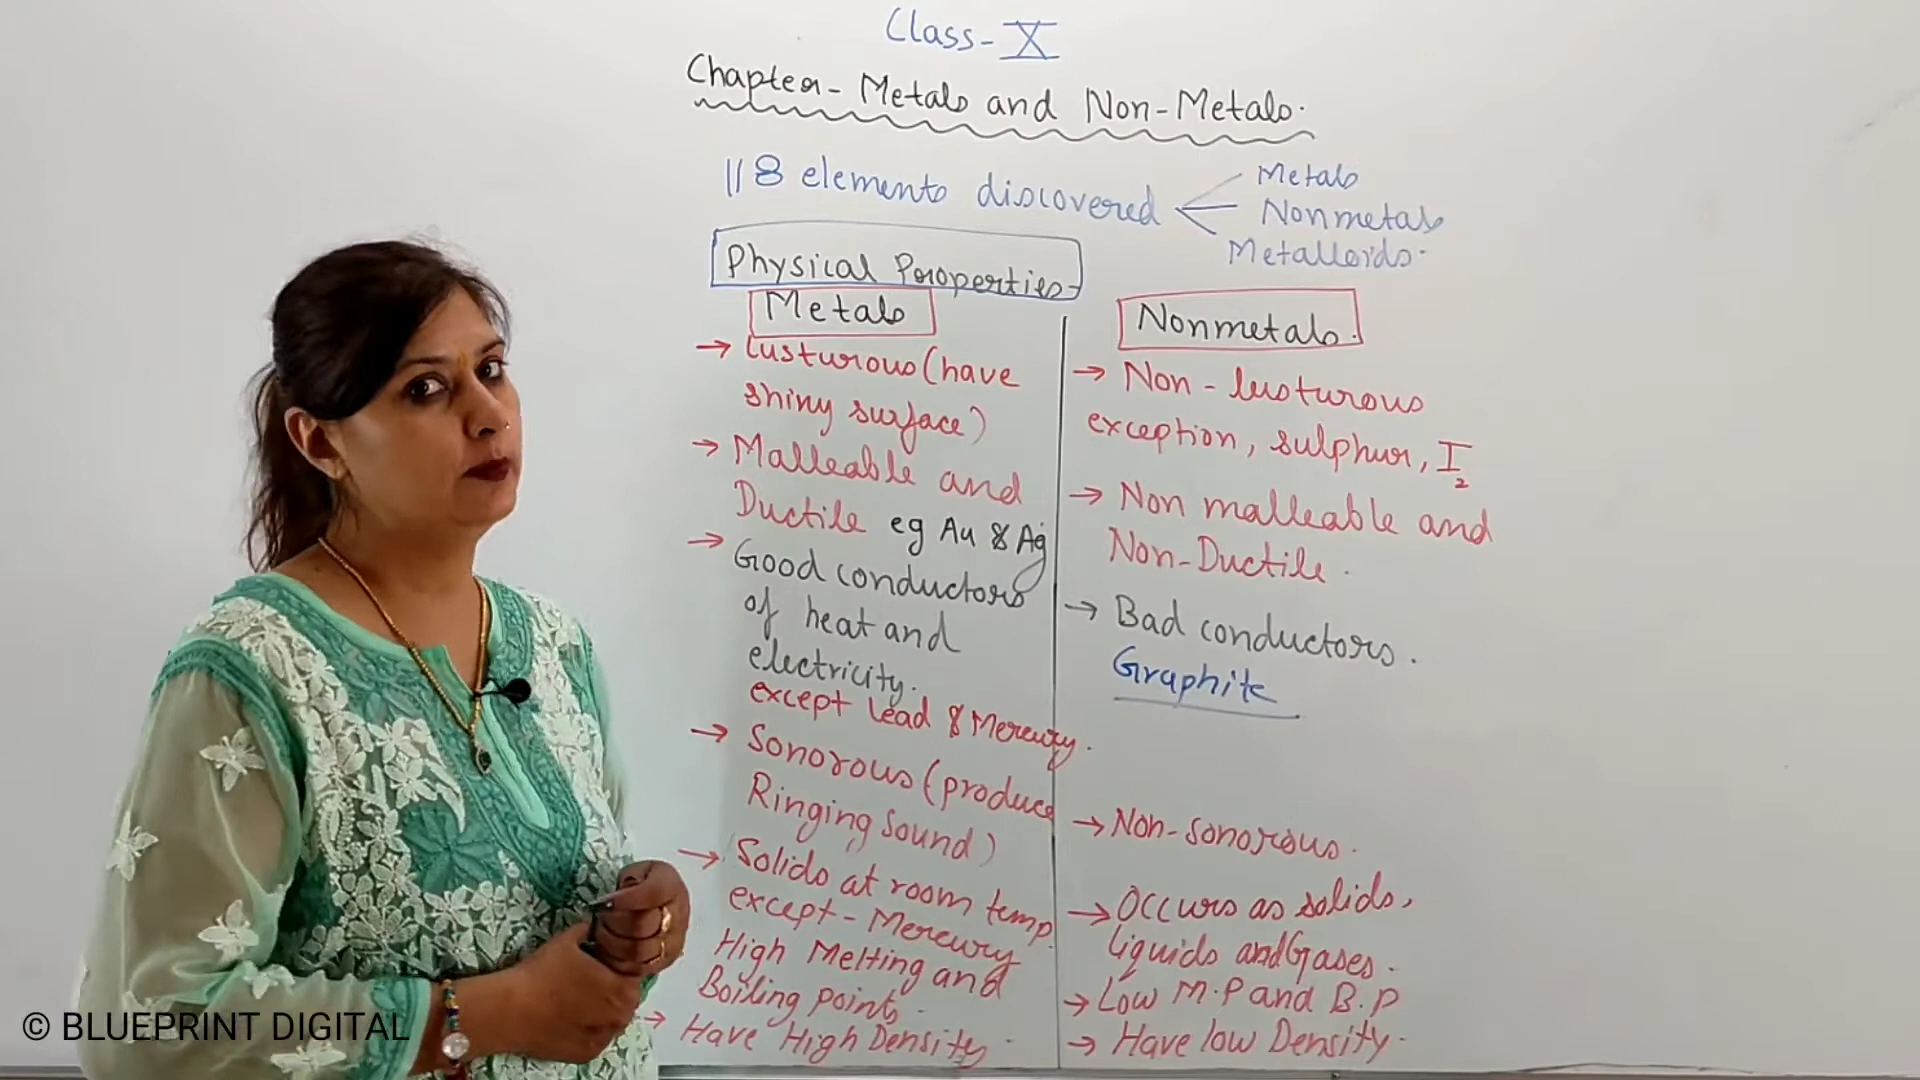 Class-X
Chapter- Metals and Non-Metals.
118 elements discovered
Metals
Nonmetals
Metalloids.
Physical Properties-
Metals
→ Lusturous (have
shiny surface)
→ Malleable and
Ductile eg Au & Ag
→ Good conductors
of heat and
electricity.
except lead & Mercury.
→ Sonorous (produce
Ringing Sound)
→ Solids at room temp.
except - Mercury
High Melting and
Boiling points.
→ Have High Density.
Nonmetals.
→ Non-lusturous
exception, sulphur, I₂
→ Non malleable and
Non-Ductile.
→ Bad conductors.
Graphite
→ Non-sonorous.
→ Occurs as solids,
liquids and Gases.
→ Low M.P and B.P
→ Have low Density.
© BLUEPRINT DIGITAL